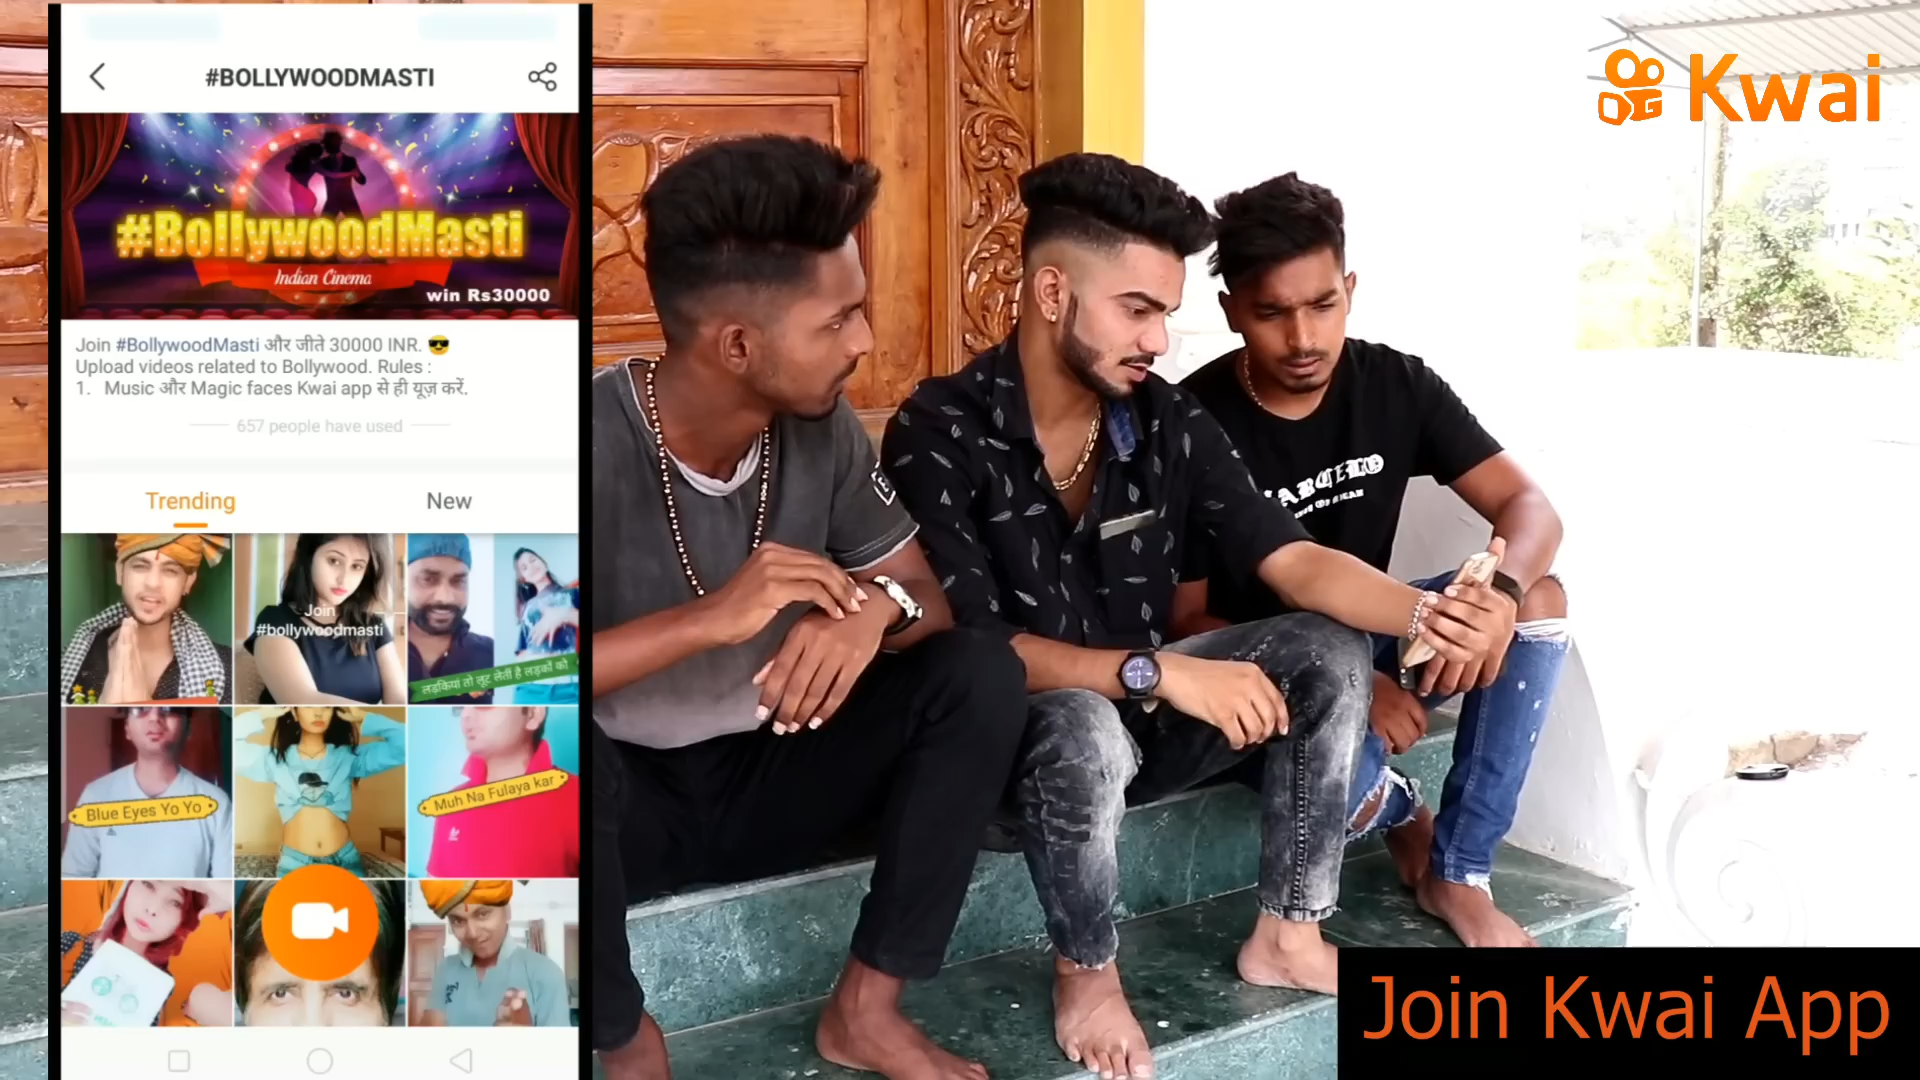 #BOLLYWOODMASTI
#BollywoodMasti
Indian Cinema
win Rs30000
Join #BollywoodMasti और जीते 30000 INR. 😎
Upload videos related to Bollywood. Rules :
1. Music और Magic faces Kwai app से ही यूज़ करें.
657 people have used
Trending
New
Join
#bollywoodmasti
लड़कियां तो लूट लेतीं है लड़कों को
Blue Eyes Yo Yo
Muh Na Fulaya kar
Kwai
Join Kwai App